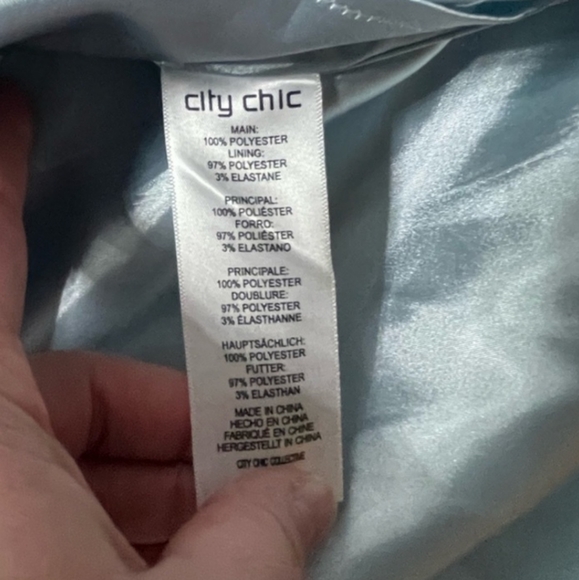 city chic
MAIN:
100% POLYESTER
LINING:
97% POLYESTER
3% ELASTANE
PRINCIPAL:
100% POLIÉSTER
FORRO:
97% POLIÉSTER
3% ELASTANO
PRINCIPALE:
100% POLYESTER
DOUBLURE:
97% POLYESTER
3% ÉLASTHANNE
HAUPTSÄCHLICH:
100% POLYESTER
FUTTER:
97% POLYESTER
3% ELASTHAN
MADE IN CHINA
HECHO EN CHINA
FABRIQUÉ EN CHINE
HERGESTELLT IN CHINA
CITY CHIC COLLECTIVE